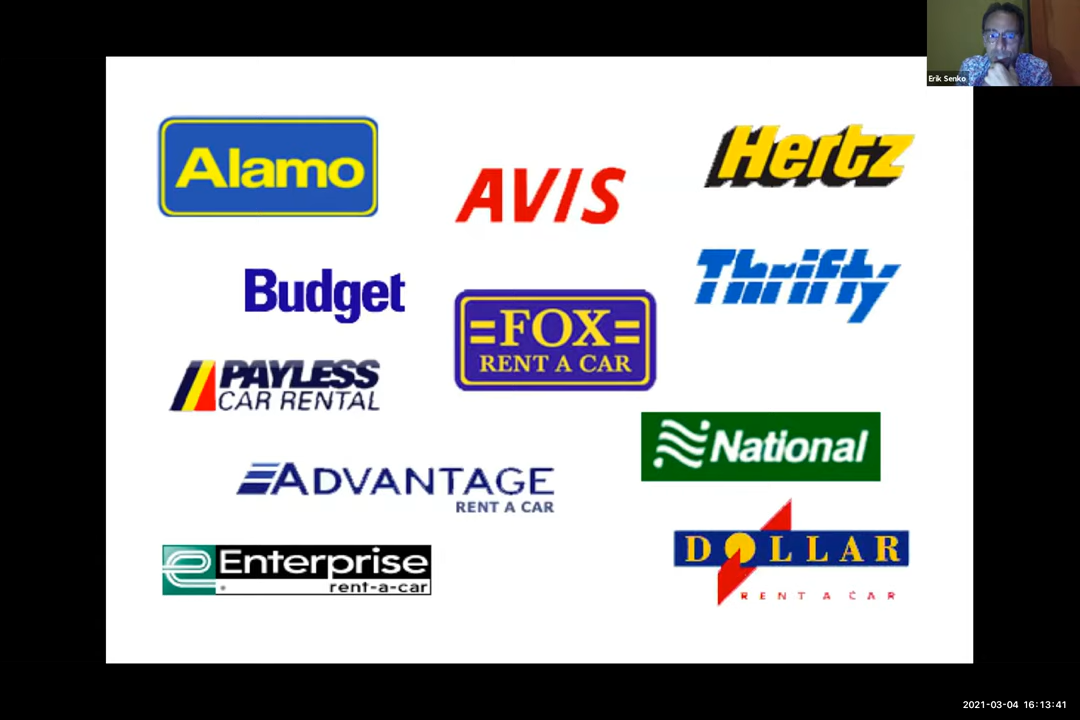 Erik Senko
Alamo
AVIS
Hertz
Budget
Thrifty
=FOX=
RENT A CAR
PAYLESS
CAR RENTAL
National
ADVANTAGE
RENT A CAR
DOLLAR
RENT A CAR
Enterprise
rent-a-car
2021-03-04 16:13:41